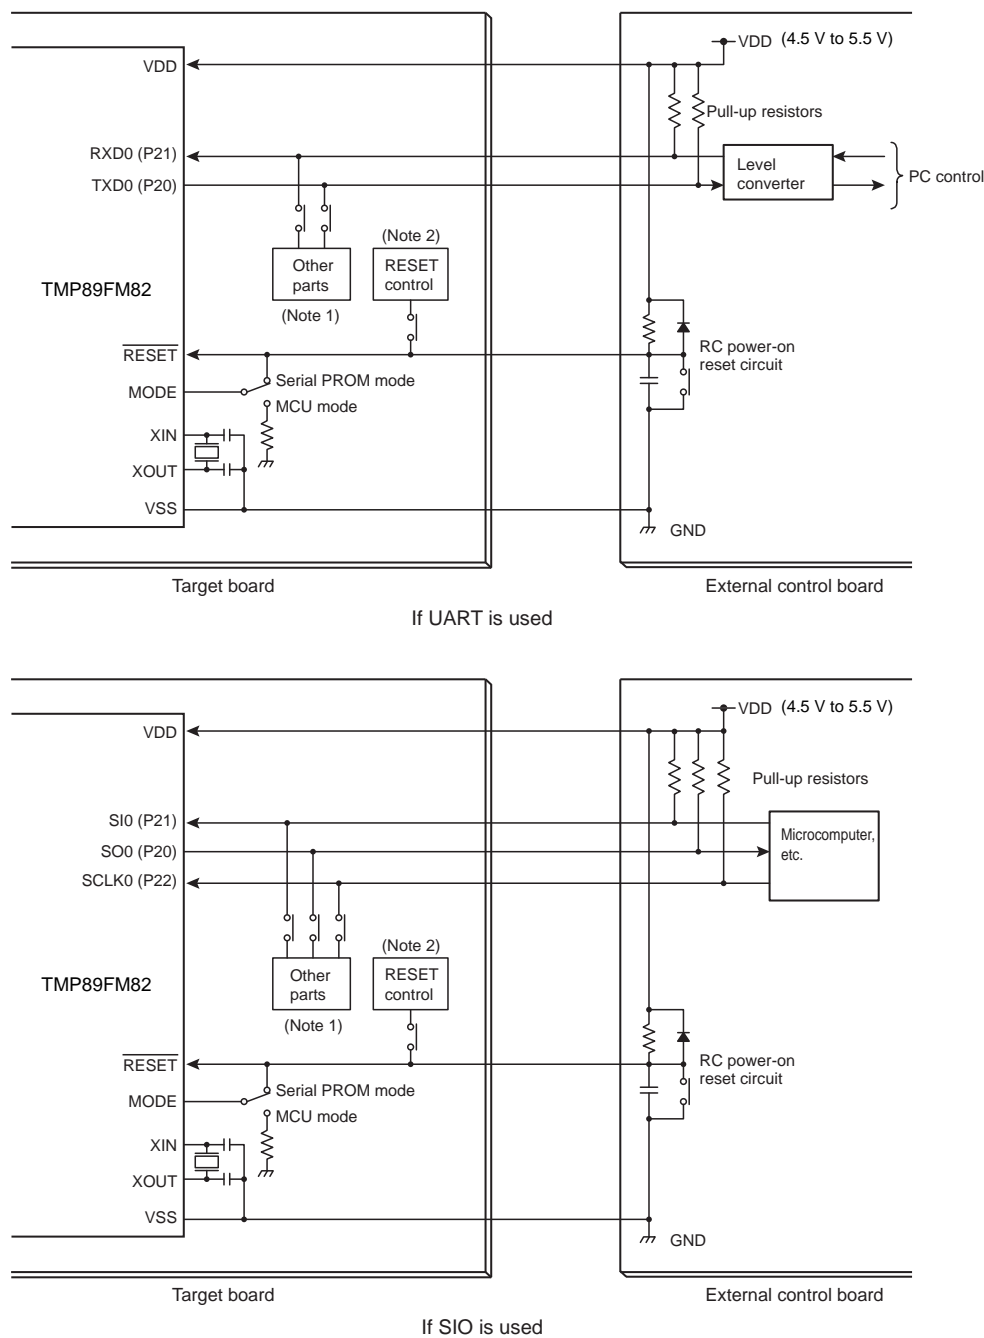 VDD (4.5 V to 5.5 V)
VDD
Pull-up resistors
RXD0 (P21)
TXD0 (P20)
Level
converter
PC control
(Note 2)
Other
parts
RESET
control
TMP89FM82
(Note 1)
RESET
RC power-on
reset circuit
Serial PROM mode
MODE
MCU mode
XIN
XOUT
VSS
GND
Target board
External control board
If UART is used
VDD (4.5 V to 5.5 V)
VDD
Pull-up resistors
SI0 (P21)
SO0 (P20)
SCLK0 (P22)
Microcomputer,
etc.
(Note 2)
Other
parts
RESET
control
TMP89FM82
(Note 1)
RESET
RC power-on
reset circuit
Serial PROM mode
MODE
MCU mode
XIN
XOUT
VSS
GND
Target board
External control board
If SIO is used